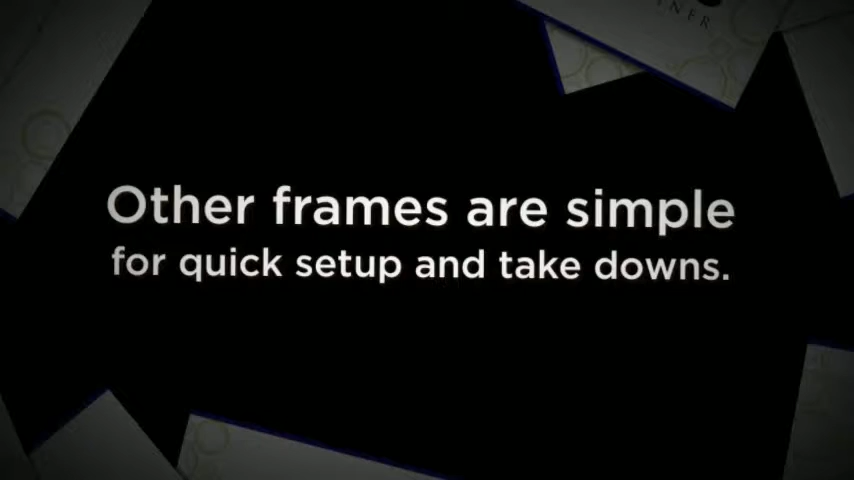 Other frames are simple
for quick setup and take downs.